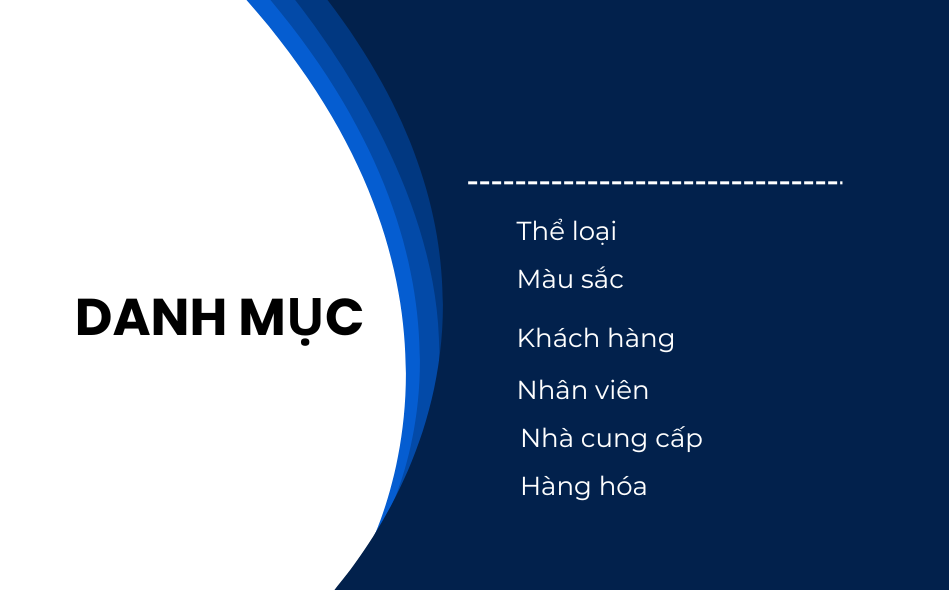 DANH MỤC
Thể loại
Màu sắc
Khách hàng
Nhân viên
Nhà cung cấp
Hàng hóa